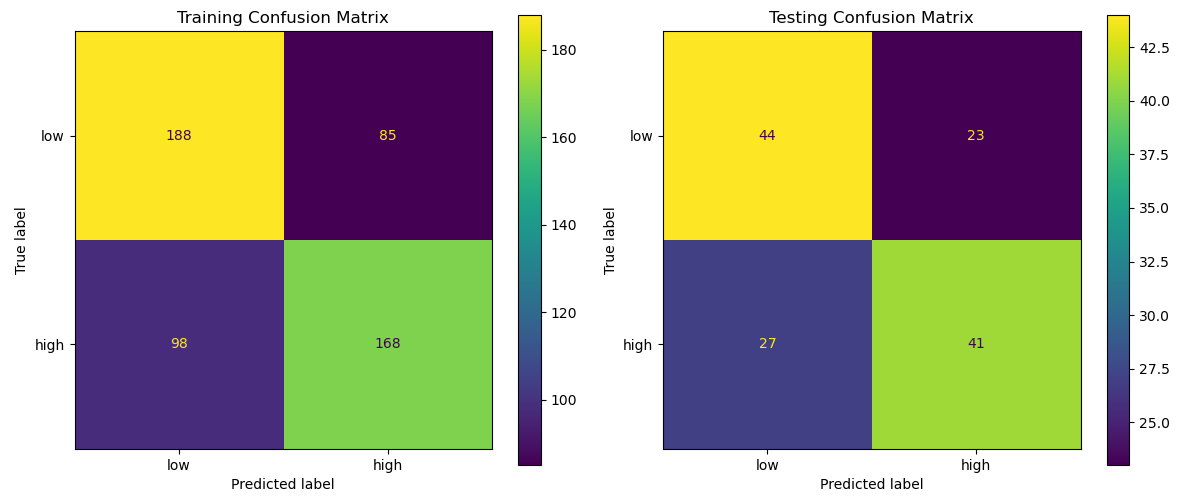 Training Confusion Matrix
True label
low
high
188
85
98
168
low
high
Predicted label
180
160
140
120
100
Testing Confusion Matrix
True label
low
high
44
23
27
41
low
high
Predicted label
42.5
40.0
37.5
35.0
32.5
30.0
27.5
25.0